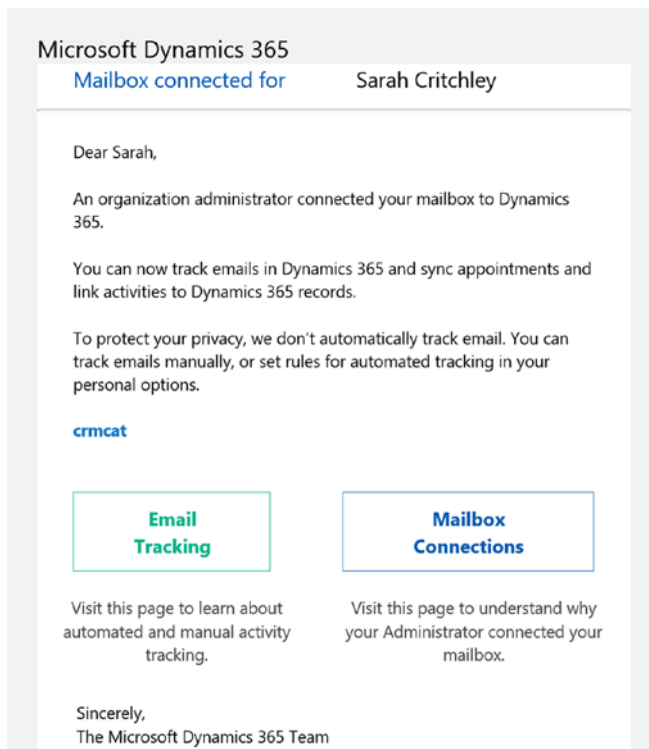 Microsoft Dynamics 365
Mailbox connected for Sarah Critchley
Dear Sarah,
An organization administrator connected your mailbox to Dynamics
365.
You can now track emails in Dynamics 365 and sync appointments and
link activities to Dynamics 365 records.
To protect your privacy, we don't automatically track email. You can
track emails manually, or set rules for automated tracking in your
personal options.
crmcat
Email
Tracking
Visit this page to learn about
automated and manual activity
tracking.
Mailbox
Connections
Visit this page to understand why
your Administrator connected your
mailbox.
Sincerely,
The Microsoft Dynamics 365 Team